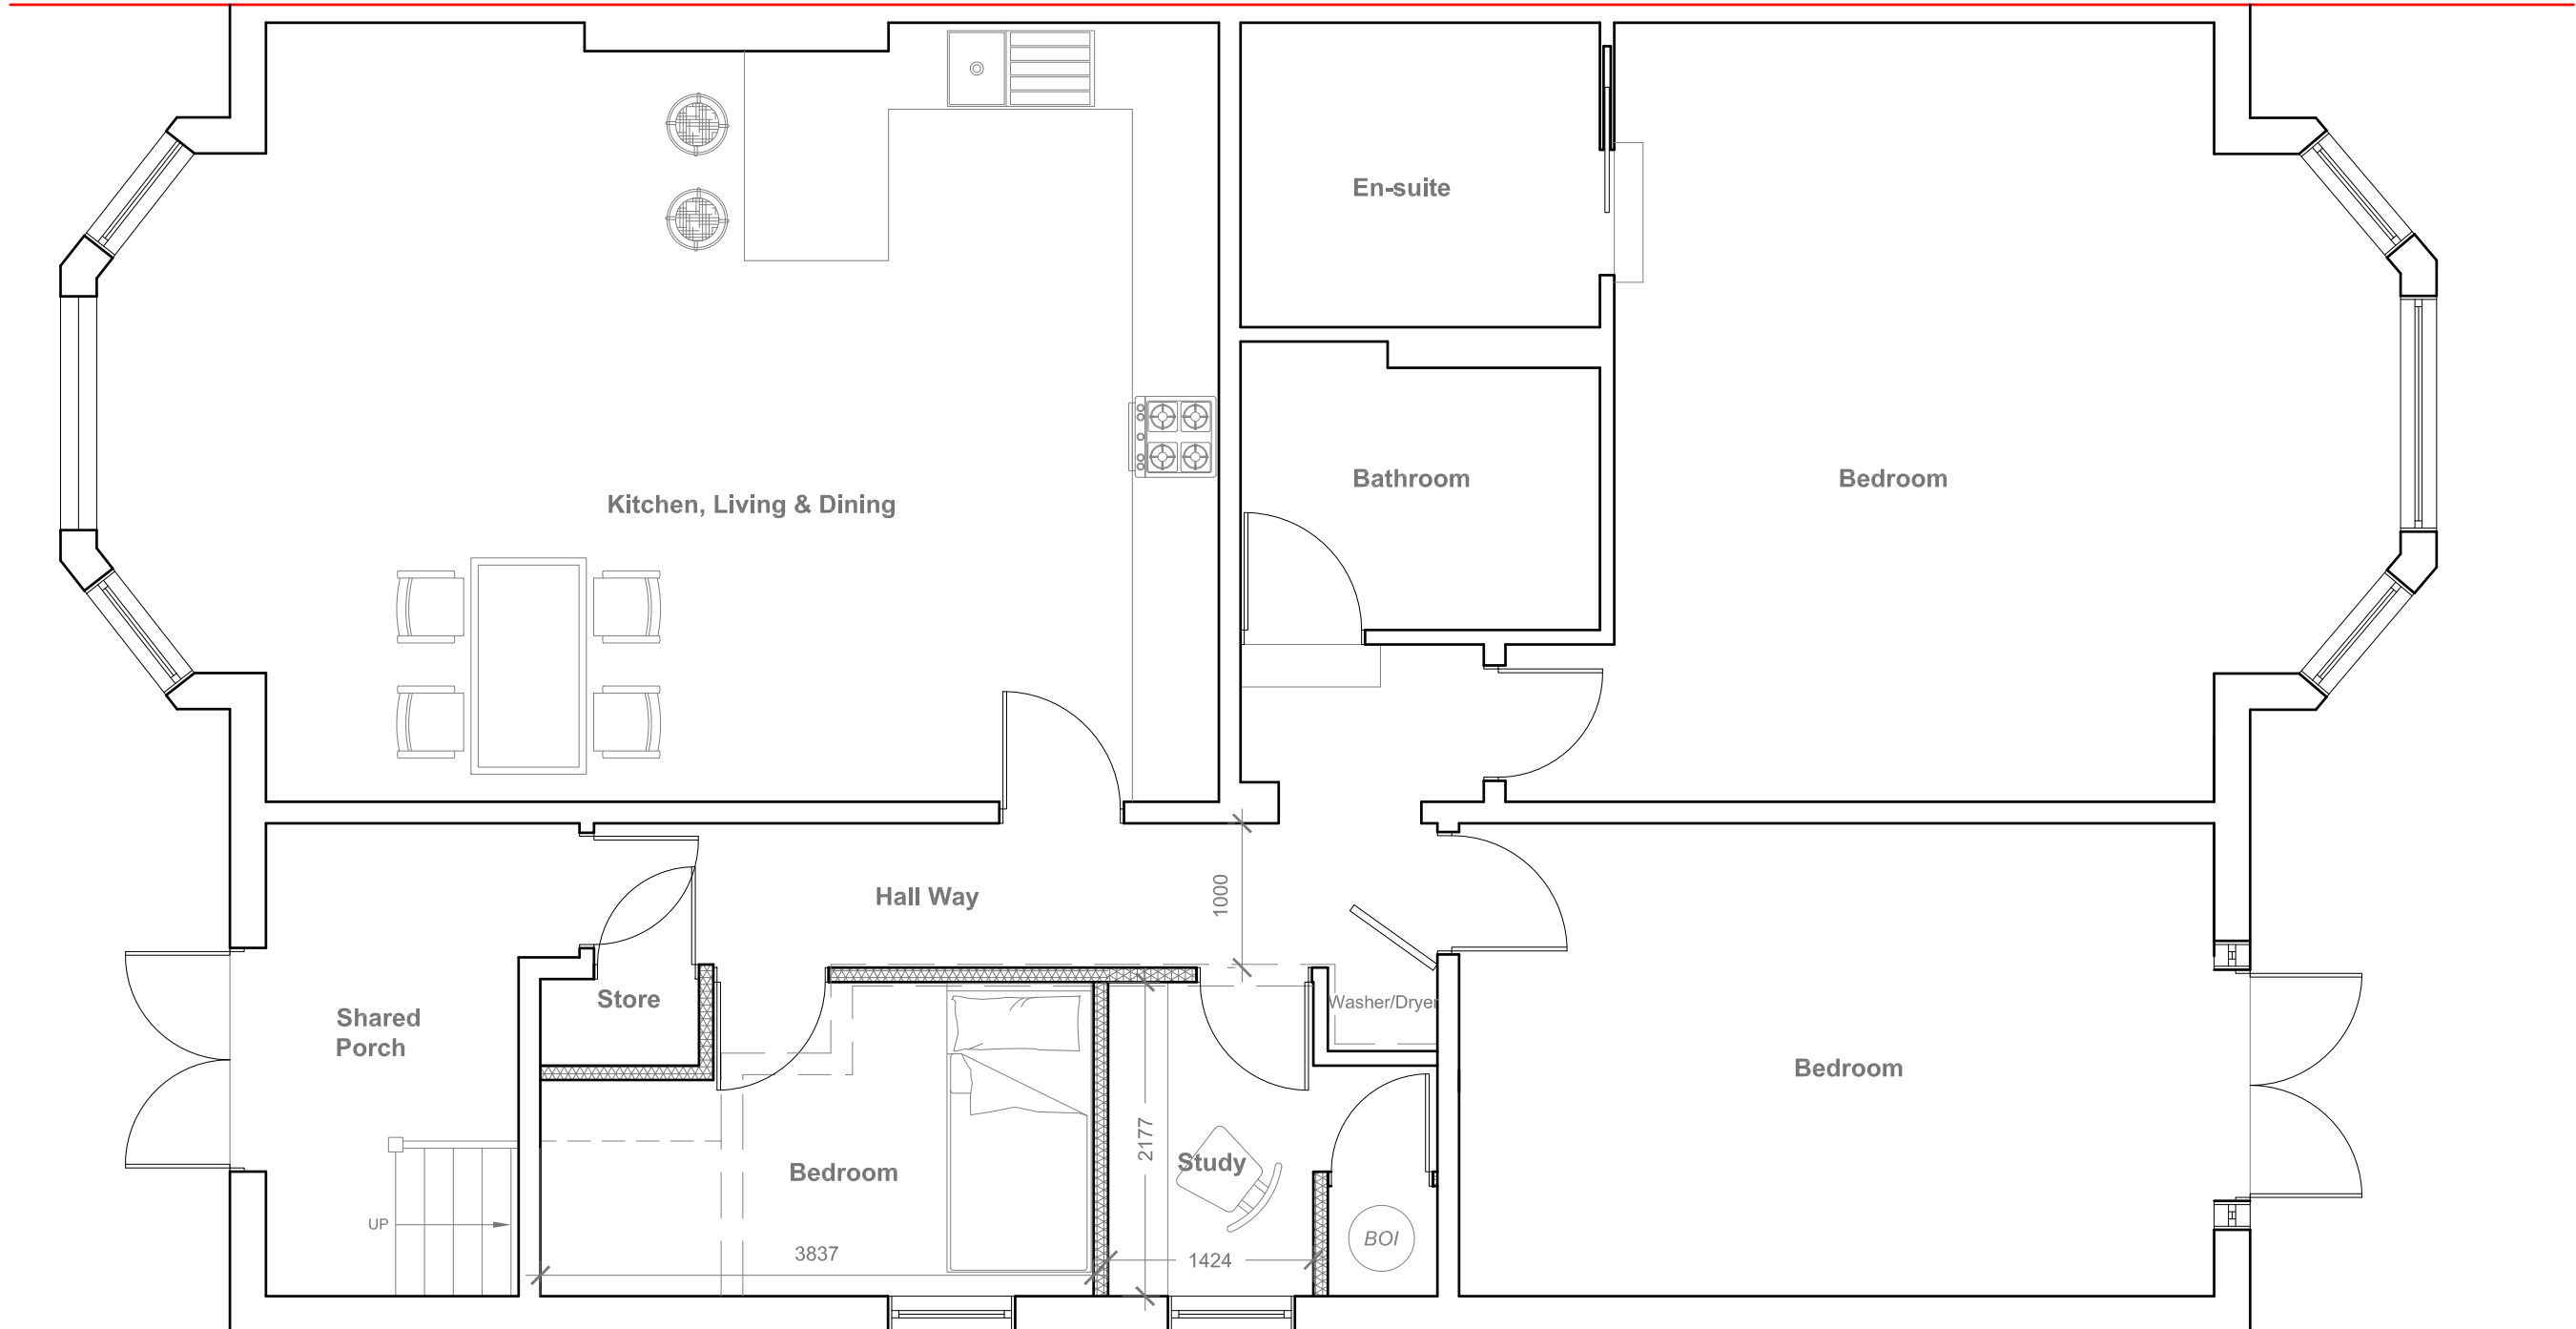 En-suite
Bathroom
Bedroom
Kitchen, Living & Dining
Hall Way
1000
Store
Washer/Dryer
Shared
Porch
Bedroom
2177
Study
Bedroom
UP
3837
1424
BOI